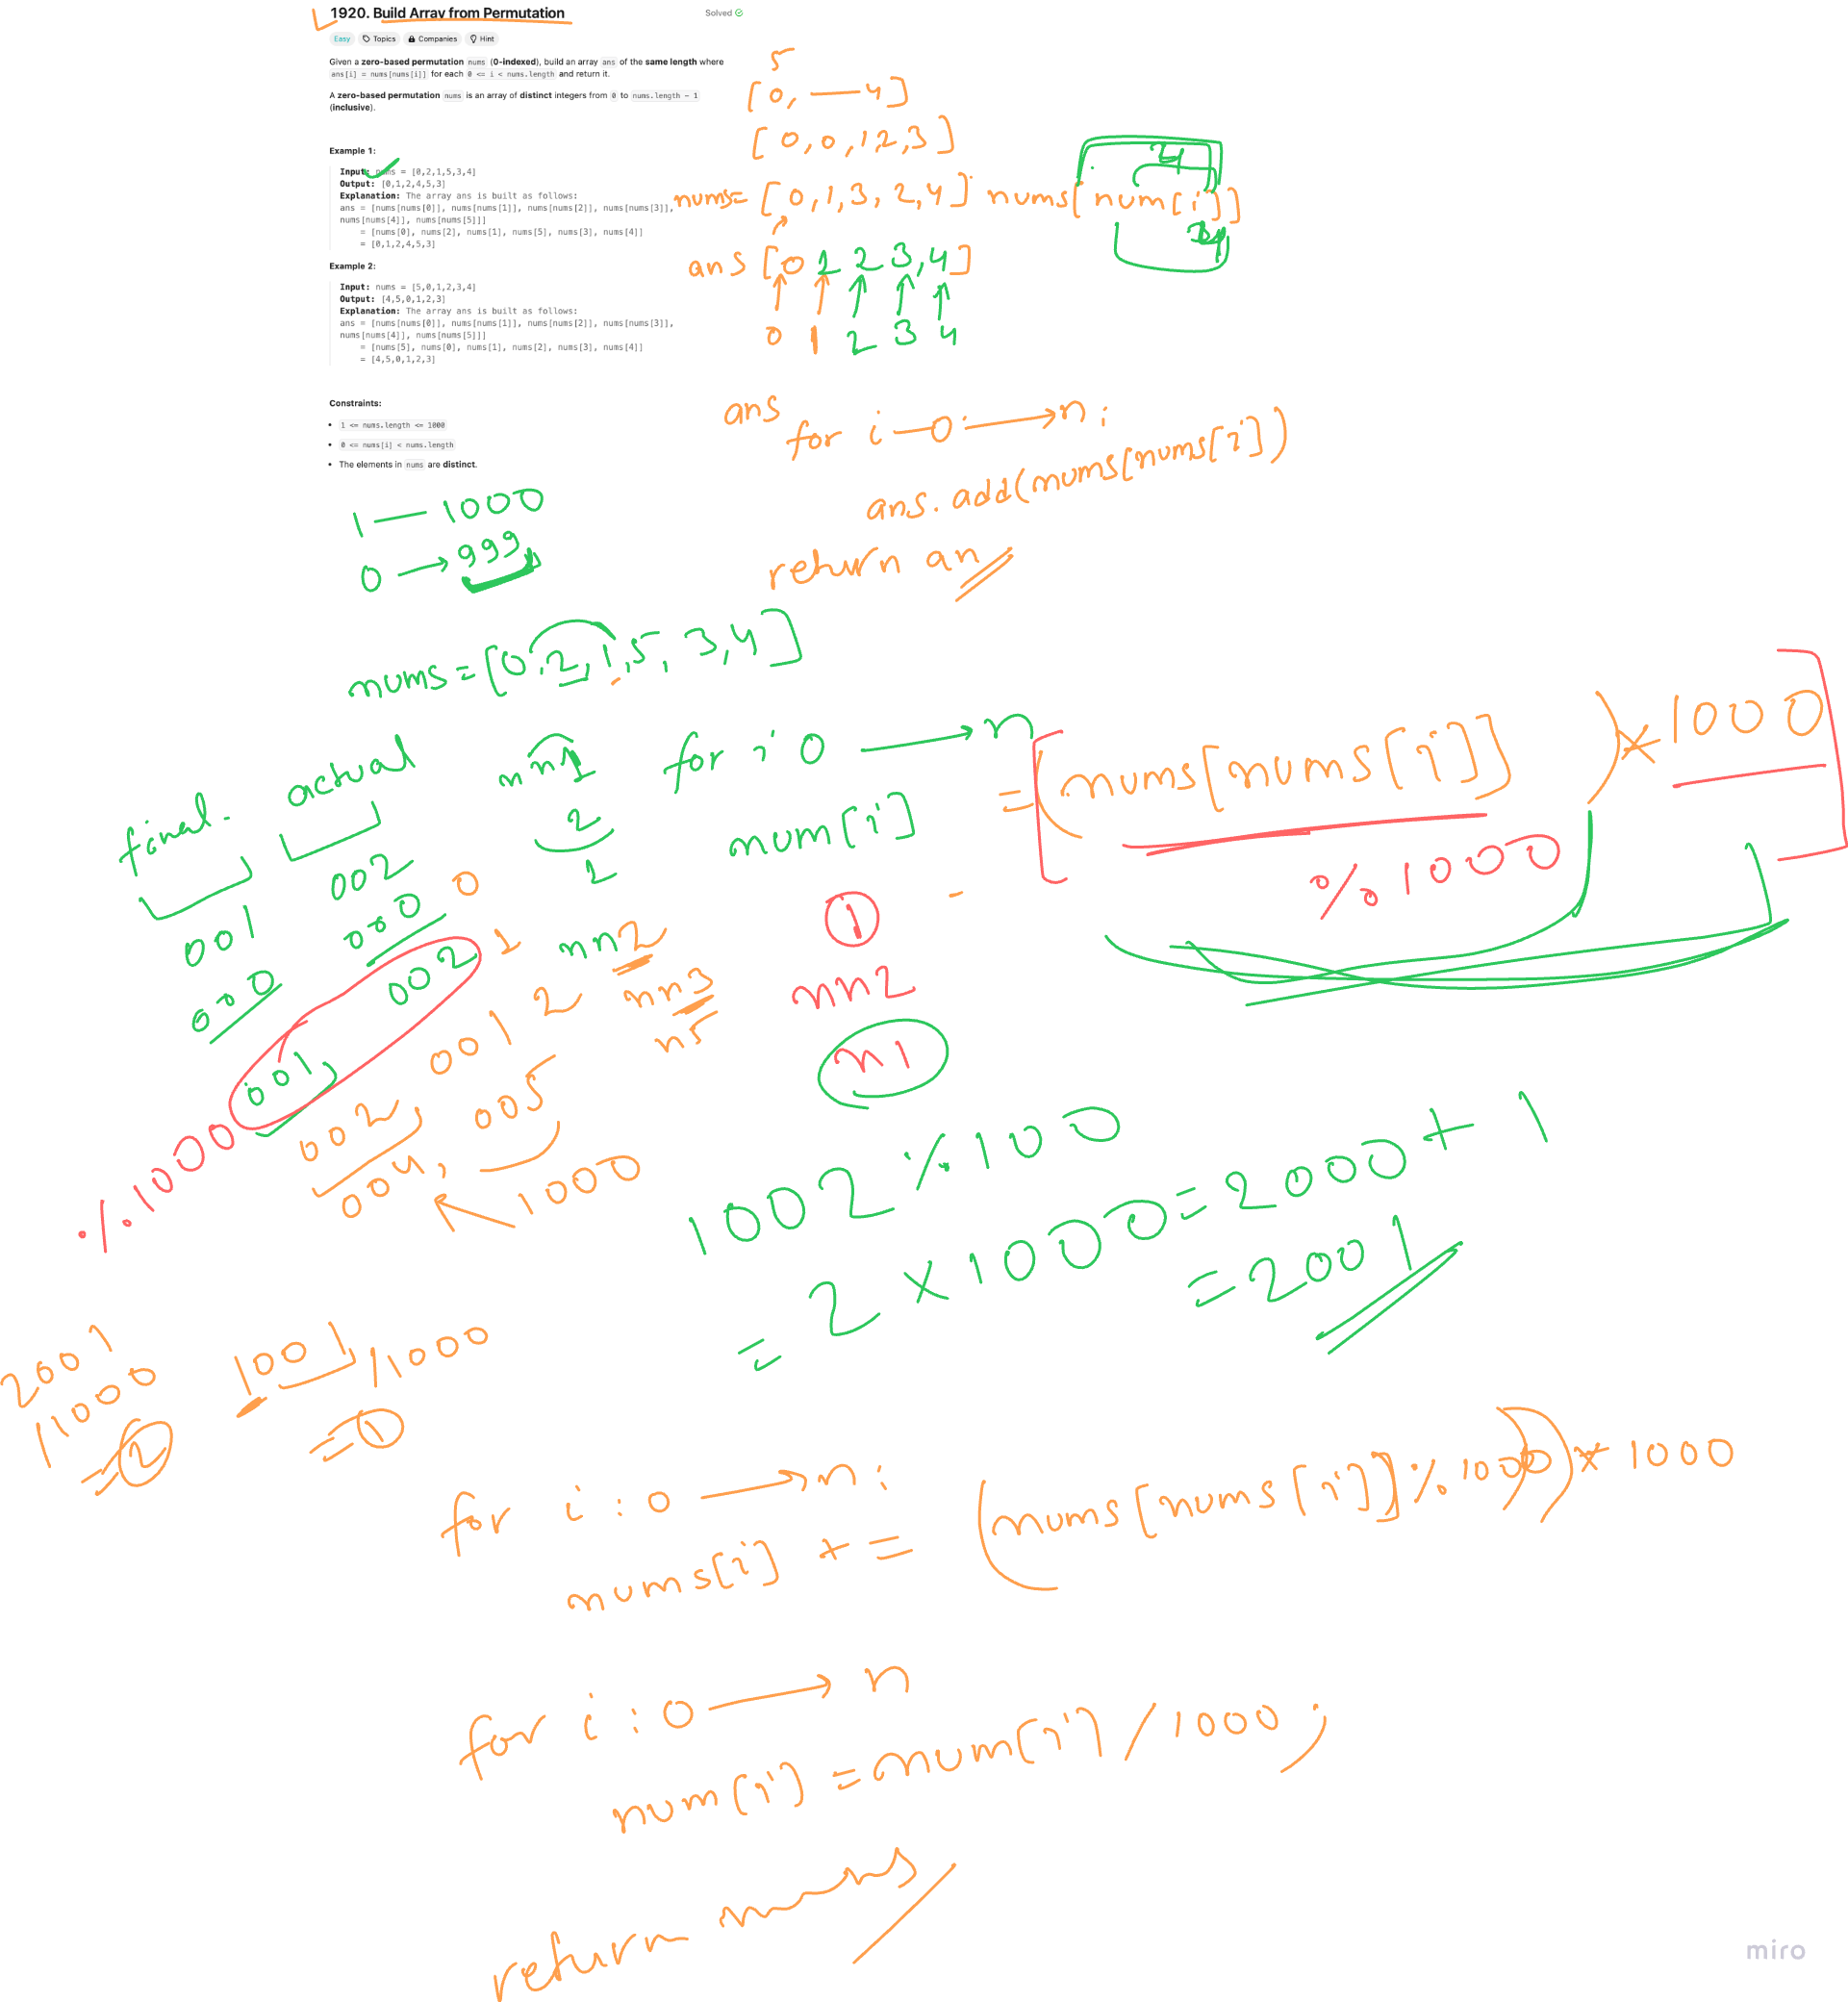 1920. Build Array from Permutation
Solved
Easy Topics Companies Hint
Given a zero-based permutation nums (0-indexed), build an array ans of the same length where
ans[i] = nums[nums[i]] for each 0 <= i < nums.length and return it.
A zero-based permutation nums is an array of distinct integers from 0 to nums.length - 1
(inclusive).
Example 1:
Input: nums = [0,2,1,5,3,4]
Output: [0,1,2,4,5,3]
Explanation: The array ans is built as follows:
ans = [nums[nums[0]], nums[nums[1]], nums[nums[2]], nums[nums[3]],
nums[nums[4]], nums[nums[5]]]
= [nums[0], nums[2], nums[1], nums[5], nums[3], nums[4]]
= [0,1,2,4,5,3]
Example 2:
Input: nums = [5,0,1,2,3,4]
Output: [4,5,0,1,2,3]
Explanation: The array ans is built as follows:
ans = [nums[nums[0]], nums[nums[1]], nums[nums[2]], nums[nums[3]],
nums[nums[4]], nums[nums[5]]]
= [nums[5], nums[0], nums[1], nums[2], nums[3], nums[4]]
= [4,5,0,1,2,3]
Constraints:
• 1 <= nums.length <= 1000
• 0 <= nums[i] < nums.length
• The elements in nums are distinct.
5
[0, — 4]
[0,0,1,2,3]
nums=[0,1,3,2,4] nums[num[i]]
ans [0 1 2 3,4]
0 1 2 3 4
ans
for i — 0 → n :
ans.add(nums[nums[i])
return an
1 — 1000
0 → 999
nums=[0,2,1,5,3,4]
for i 0 → n
num[i] = (nums[nums[i]]) * 1000
% 1000
final. actual
2
2
001 002
000 000 0
001, 002 1
002, 001 2
004, 005
% 1000
← 1000
1
1002 % 100
= 2 x 1000 = 2000 + 1
= 2001
2001
/1000
= 2
1001/1000
= 1
for i : 0 → n :
nums[i] += (nums[nums[i]] % 1000)) * 1000
for i : 0 → n
num[i] = num[i] / 1000 ;
return nums
miro